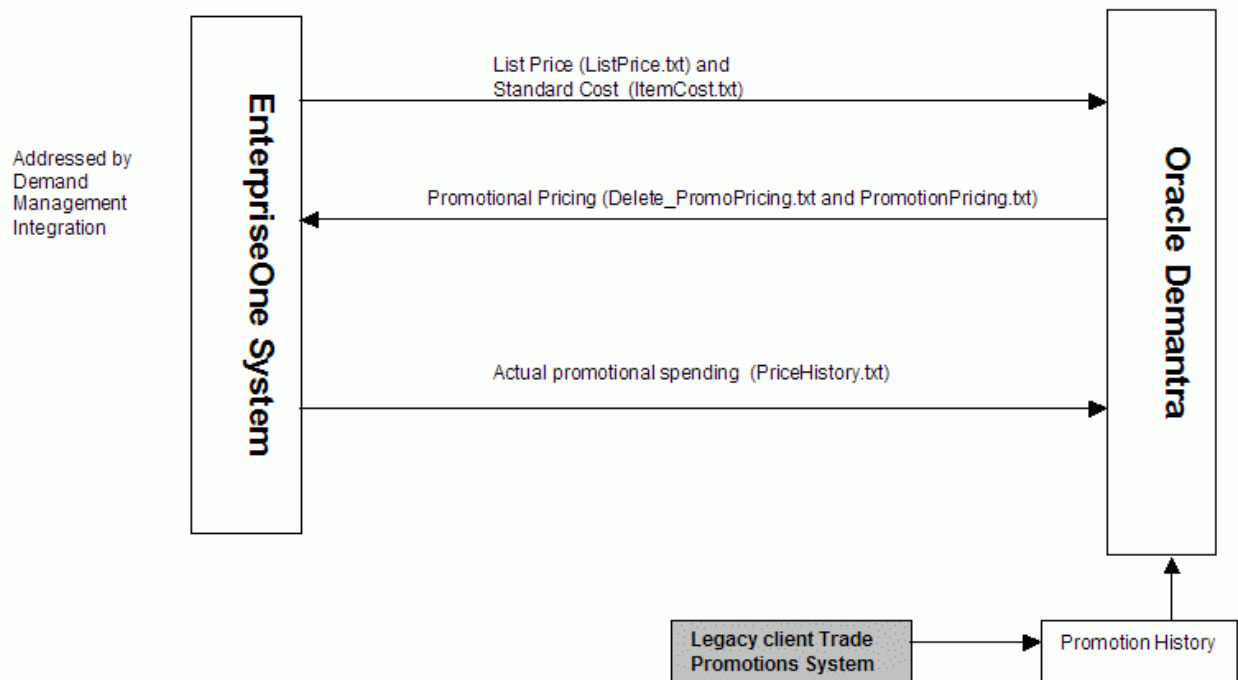 List Price (ListPrice.txt) and
Standard Cost (ItemCost.txt)
Addressed by
Demand
Management
Integration
EnterpriseOne System
Promotional Pricing (Delete_PromoPricing.txt and PromotionPricing.txt)
Oracle Demantra
Actual promotional spending (PriceHistory.txt)
Legacy client Trade
Promotions System
Promotion History